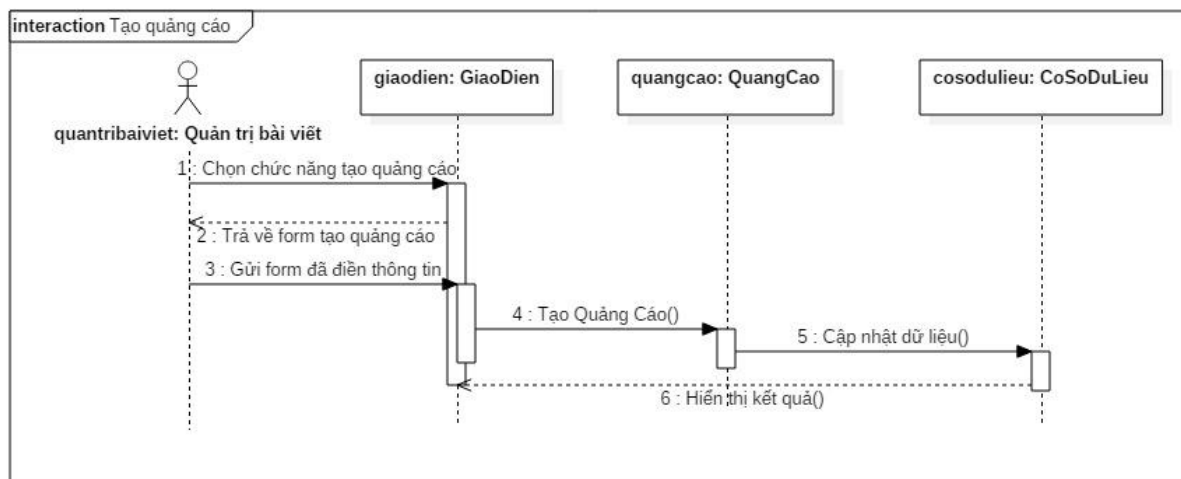 interaction Tạo quảng cáo
giaodien: GiaoDien
quangcao: QuangCao
cosodulieu: CoSoDuLieu
quantribaiviet: Quản trị bài viết
1 : Chọn chức năng tạo quảng cáo
2 : Trả về form tạo quảng cáo
3 : Gửi form đã điền thông tin
4 : Tạo Quảng Cáo()
5 : Cập nhật dữ liệu()
6 : Hiển thị kết quả()